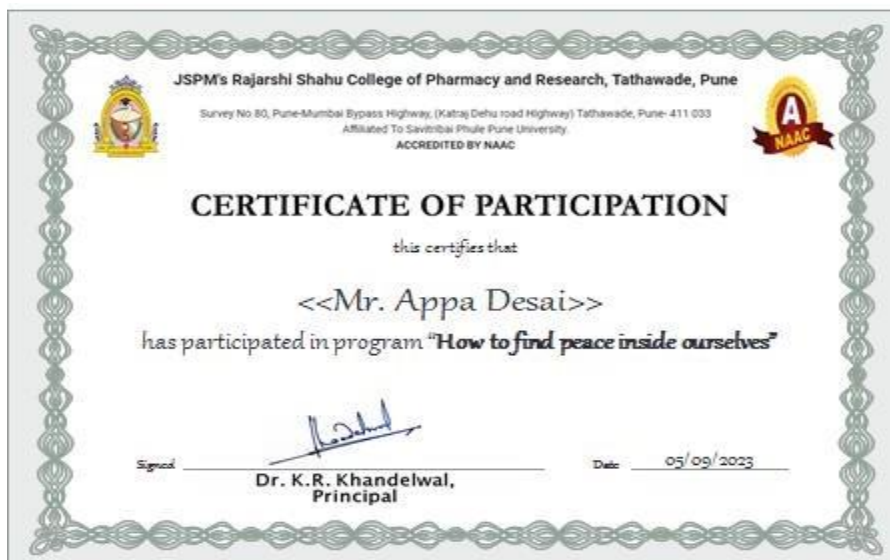 JSPM's Rajarshi Shahu College of Pharmacy and Research, Tathawade, Pune
Survey No 80, Pune-Mumbai Bypass Highway, (Katraj Dehu road Highway) Tathawade, Pune- 411 033
Affiliated To Savitribai Phule Pune University.
ACCREDITED BY NAAC
A
NAAC
CERTIFICATE OF PARTICIPATION
this certifies that
<<Mr. Appa Desai>>
has participated in program "How to find peace inside ourselves"
Signed
Date 05/09/2023
Dr. K.R. Khandelwal,
Principal